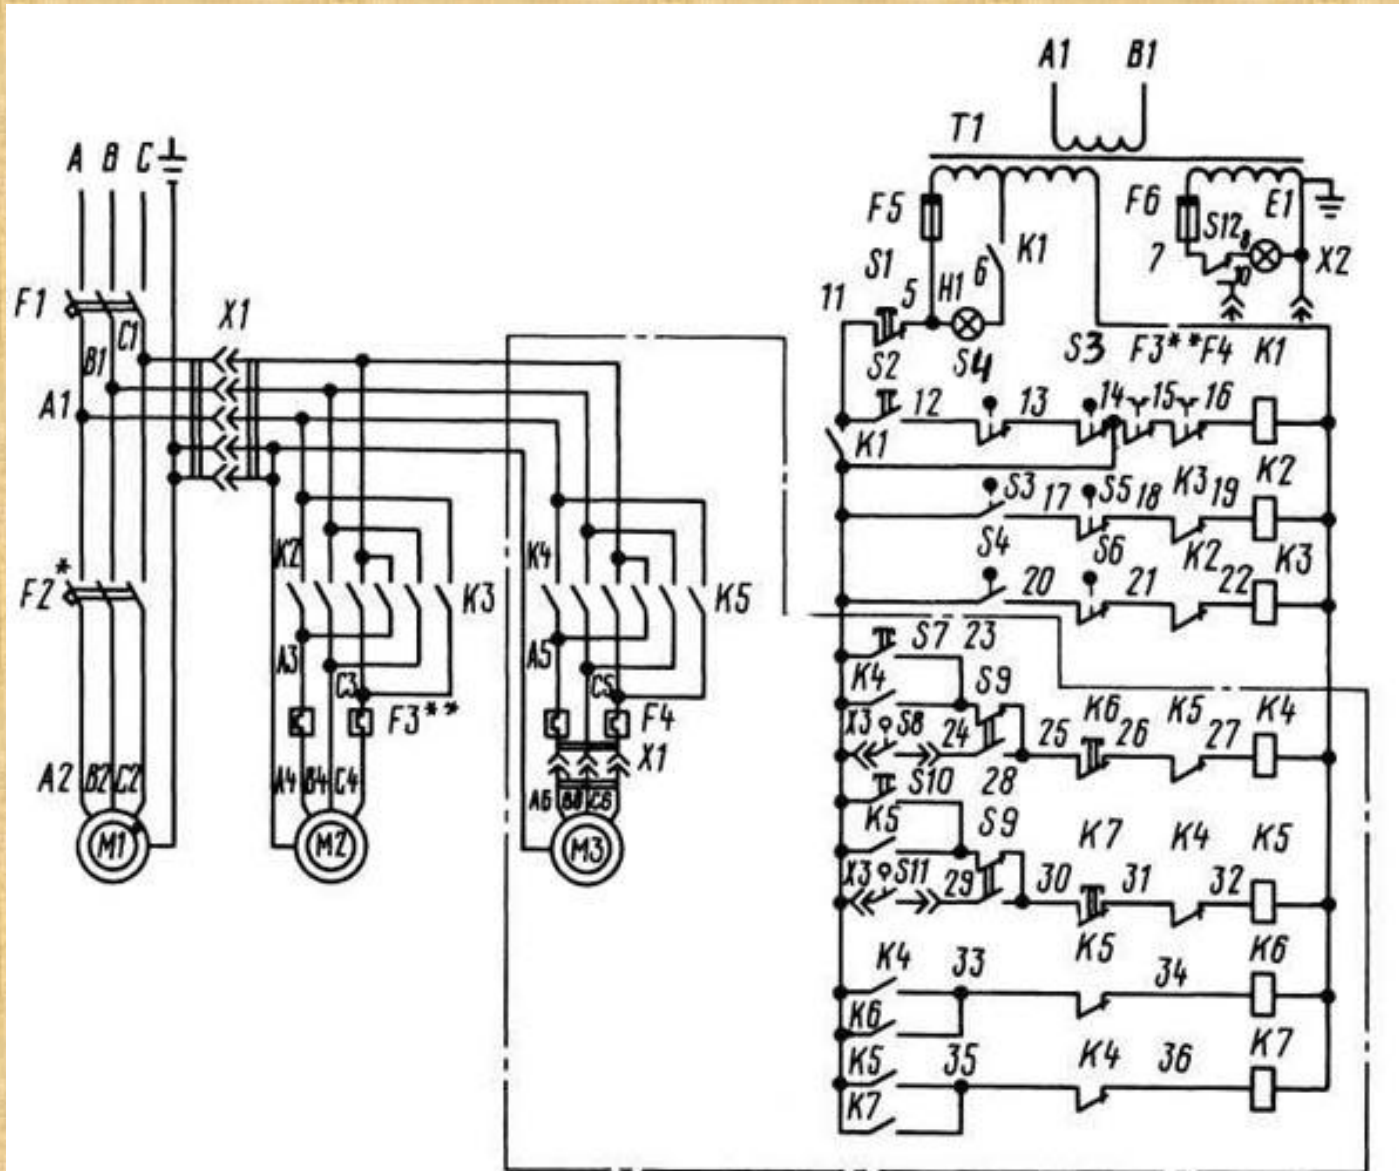 A B C
A1 B1
T1
F5 F6 S12 8 E1
S1 K1 7 10 X2
11 5 H1 6
F1 X1
C1
B1
A1
S2 S4 S3 F3* *F4 K1
12 13 14 15 16
K1 K2
S3 17 S5 18 K3 19
S4 S6 K2 K3
20 21 22
F2* K2 K3 K4 K5
A3 C3 A5 C5
S7 23
K4 S9
F3** F4
X3 S8 24 25 K6 26 K5 27 K4
X1
A2 B2 C2 A4 B4 C4 A6 B6 C6
S10 28
K5 S9 K7 K4 K5
M1 M2 M3
X3 S11 29 30 31 32
K5 K6
K4 33 34
K6
K5 35 K4 36 K7
K7